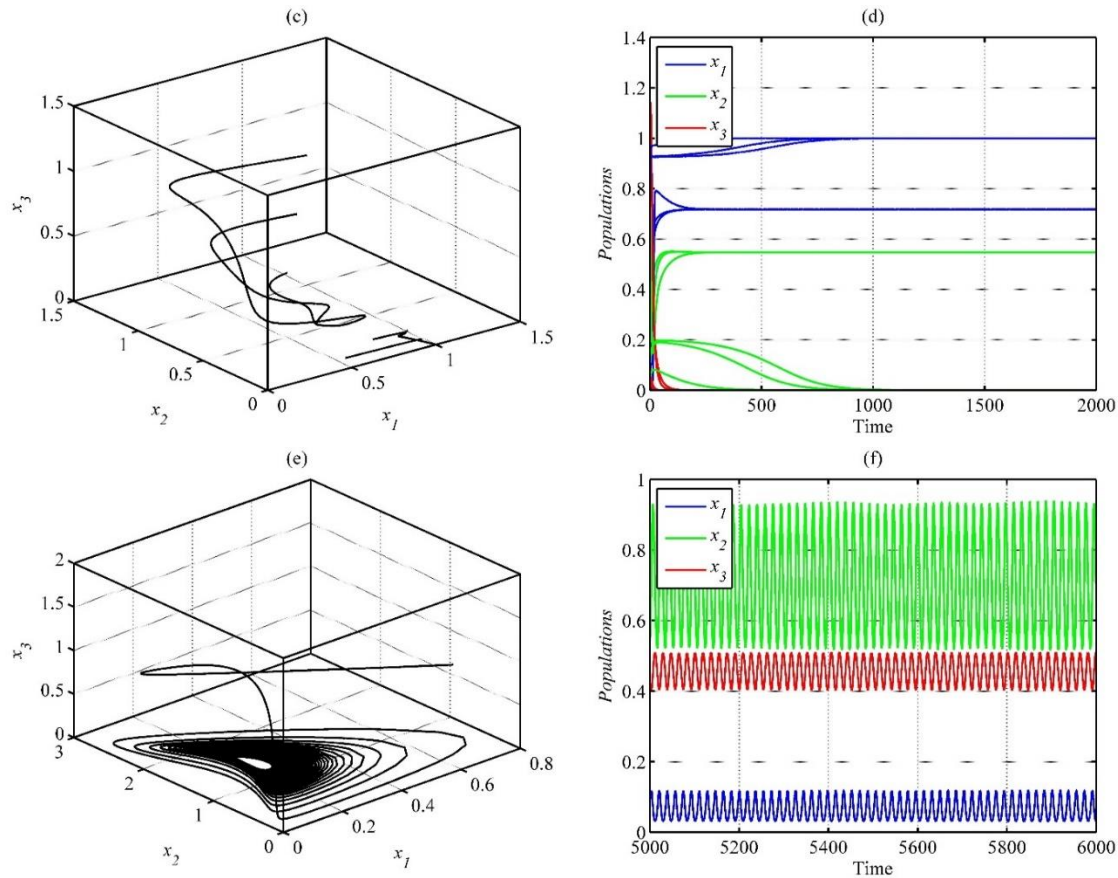 (c)
1.5
1
x3
0.5
0
1.5
1
x2
0.5
0
0
0.5
x1
1
1.5
(d)
1.4
1.2
1
0.8
0.6
0.4
0.2
0
Populations
x1
x2
x3
0
500
1000
1500
2000
Time
(e)
2
1.5
1
x3
0.5
0
3
2
x2
1
0
0
0.2
x1
0.4
0.6
0.8
(f)
1
0.8
0.6
0.4
0.2
0
Populations
x1
x2
x3
5000
5200
5400
5600
5800
6000
Time